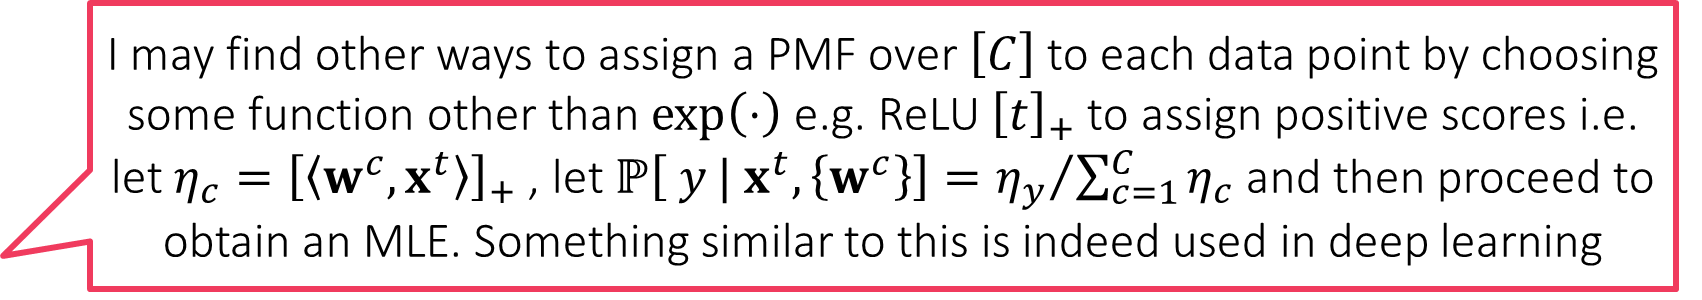 I may find other ways to assign a PMF over [𝐶] to each data point by choosing
some function other than exp(⋅) e.g. ReLU [𝑡]₊ to assign positive scores i.e.
let 𝜂_𝑐 = [⟨𝐰^𝑐, 𝐱^𝑡⟩]₊ , let ℙ[ 𝑦 | 𝐱^𝑡, {𝐰^𝑐}] = 𝜂_𝑦/∑_{𝑐=1}^𝐶 𝜂_𝑐 and then proceed to
obtain an MLE. Something similar to this is indeed used in deep learning